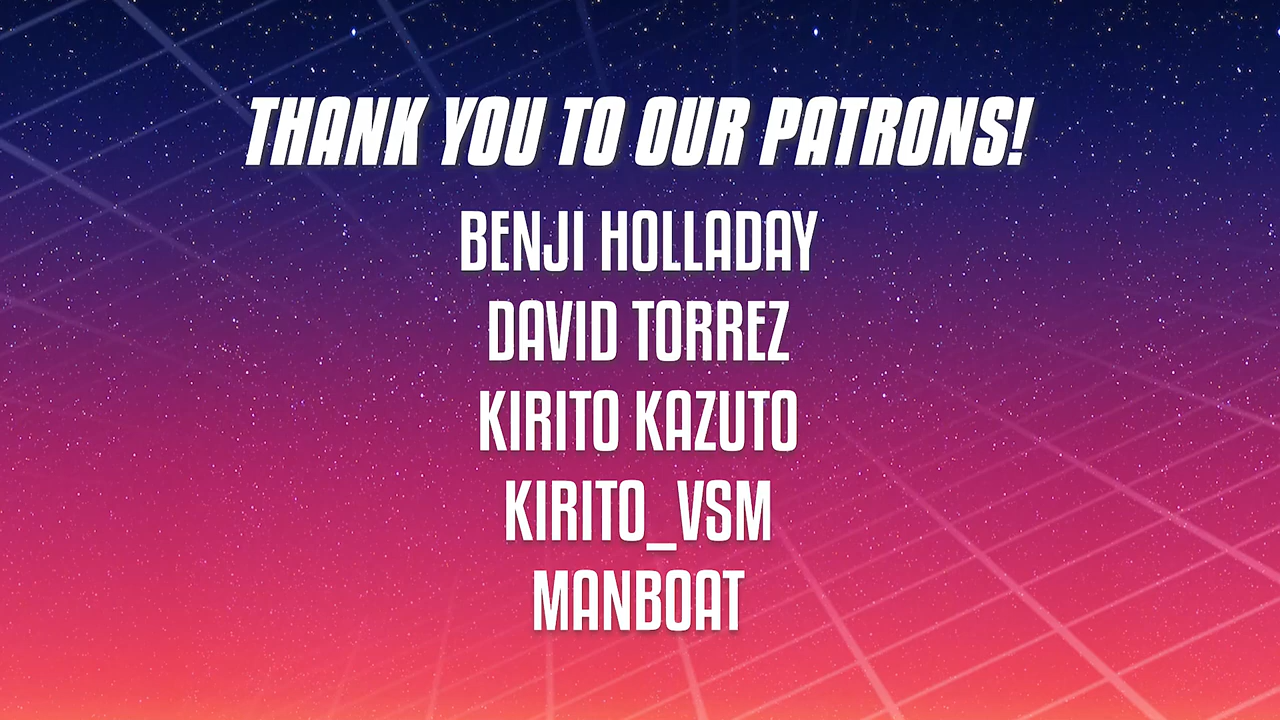 THANK YOU TO OUR PATRONS!
BENJI HOLLADAY
DAVID TORREZ
KIRITO KAZUTO
KIRITO_VSM
MANBOAT